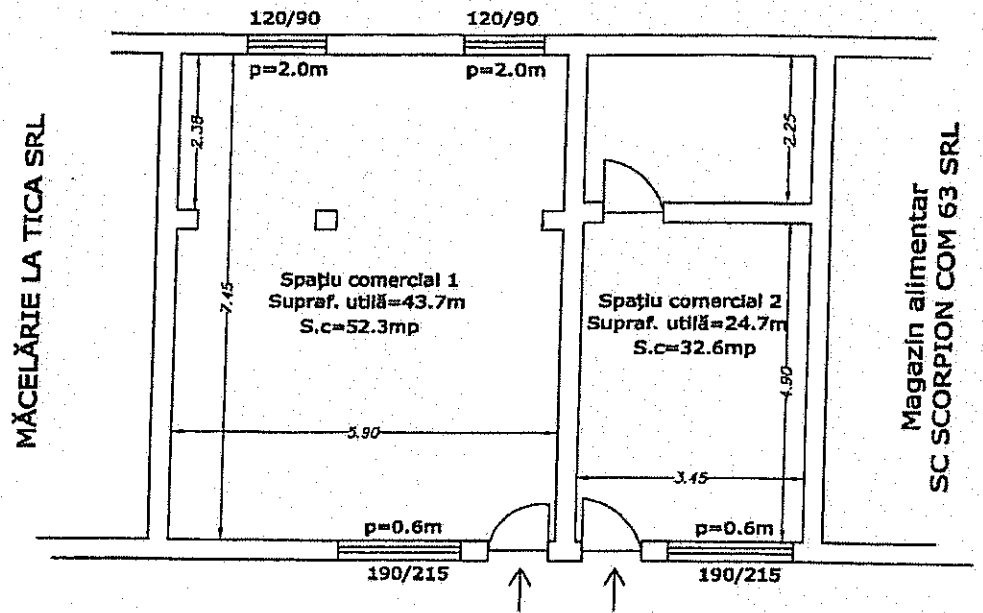 120/90
120/90
p=2.0m
p=2.0m
MĂCELĂRIE LA TICA SRL
2.38
7.45
2.25
Spațiu comercial 1
Supraf. utilă=43.7m
S.c=52.3mp
Spațiu comercial 2
Supraf. utilă=24.7m
S.c=32.6mp
4.90
Magazin alimentar
SC SCORPION COM 63 SRL
5.90
3.45
p=0.6m
p=0.6m
190/215
190/215